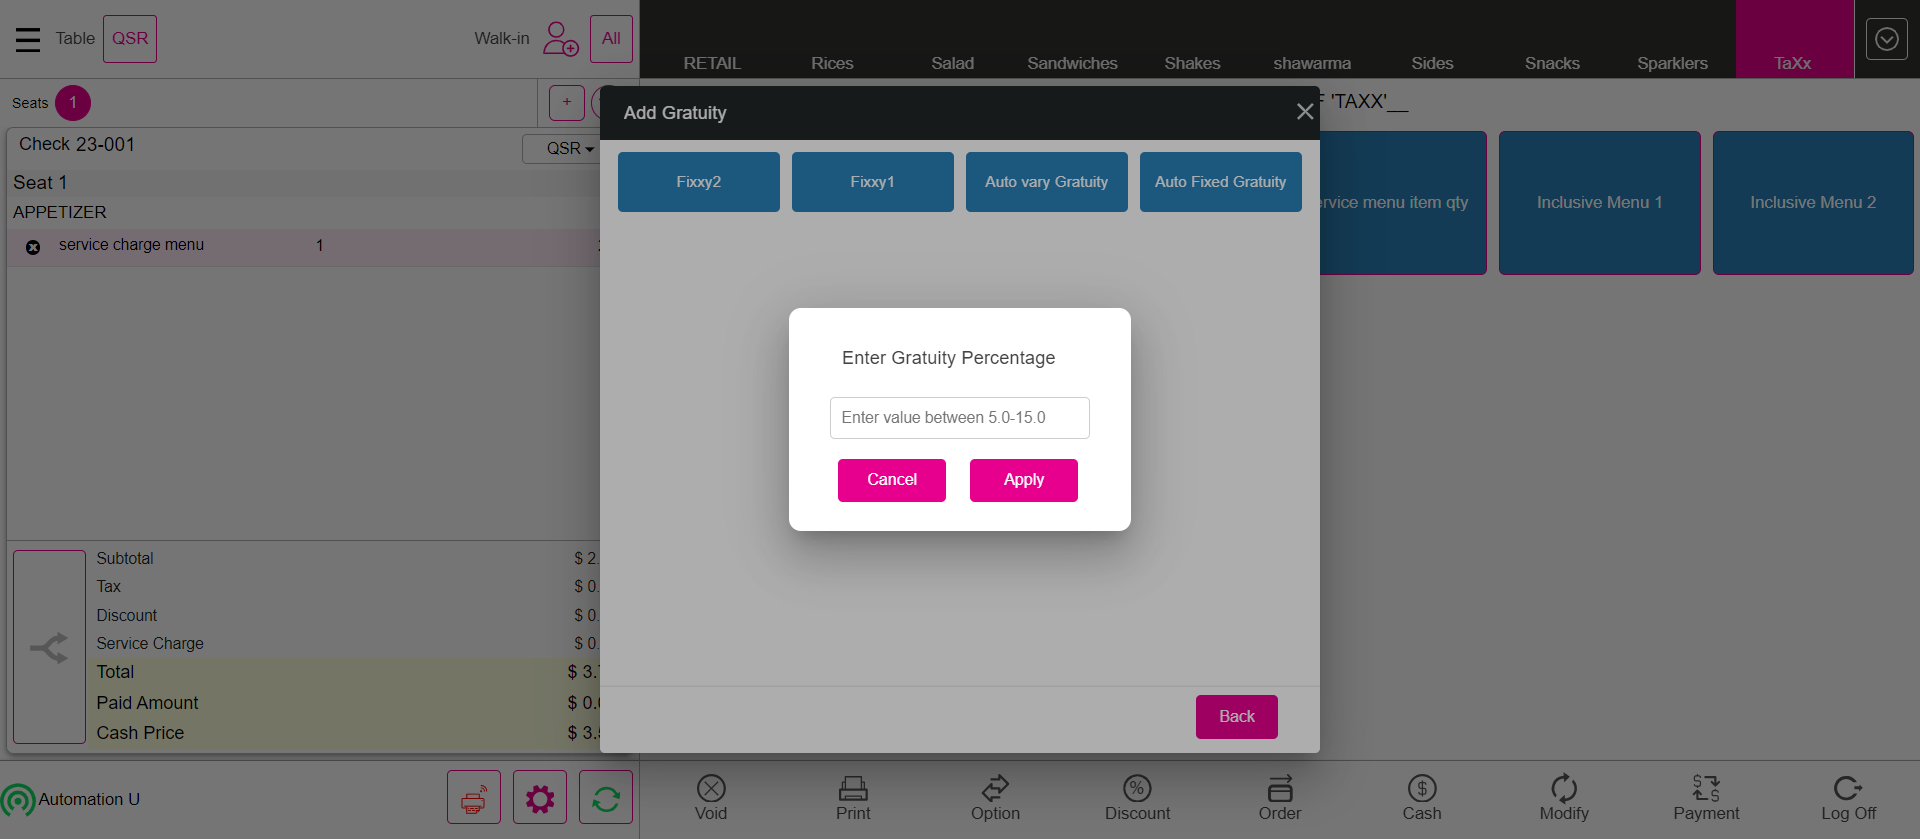 Table QSR Walk-in All
RETAIL Rices Salad Sandwiches Shakes shawarma Sides Snacks Sparklers TaXx
Seats 1 +
'TAXX'__
Check 23-001
QSR
Seat 1
APPETIZER
service charge menu 1
Add Gratuity
Fixxy2 Fixxy1 Auto vary Gratuity Auto Fixed Gratuity
menu item qty
Inclusive Menu 1
Inclusive Menu 2
Enter Gratuity Percentage
Enter value between 5.0-15.0
Cancel Apply
Subtotal $ 2.
Tax $ 0.
Discount $ 0.
Service Charge $ 0.
Total $ 3.
Paid Amount $ 0.
Cash Price $ 3.
Back
Automation U
Void Print Option Discount Order Cash Modify Payment Log Off